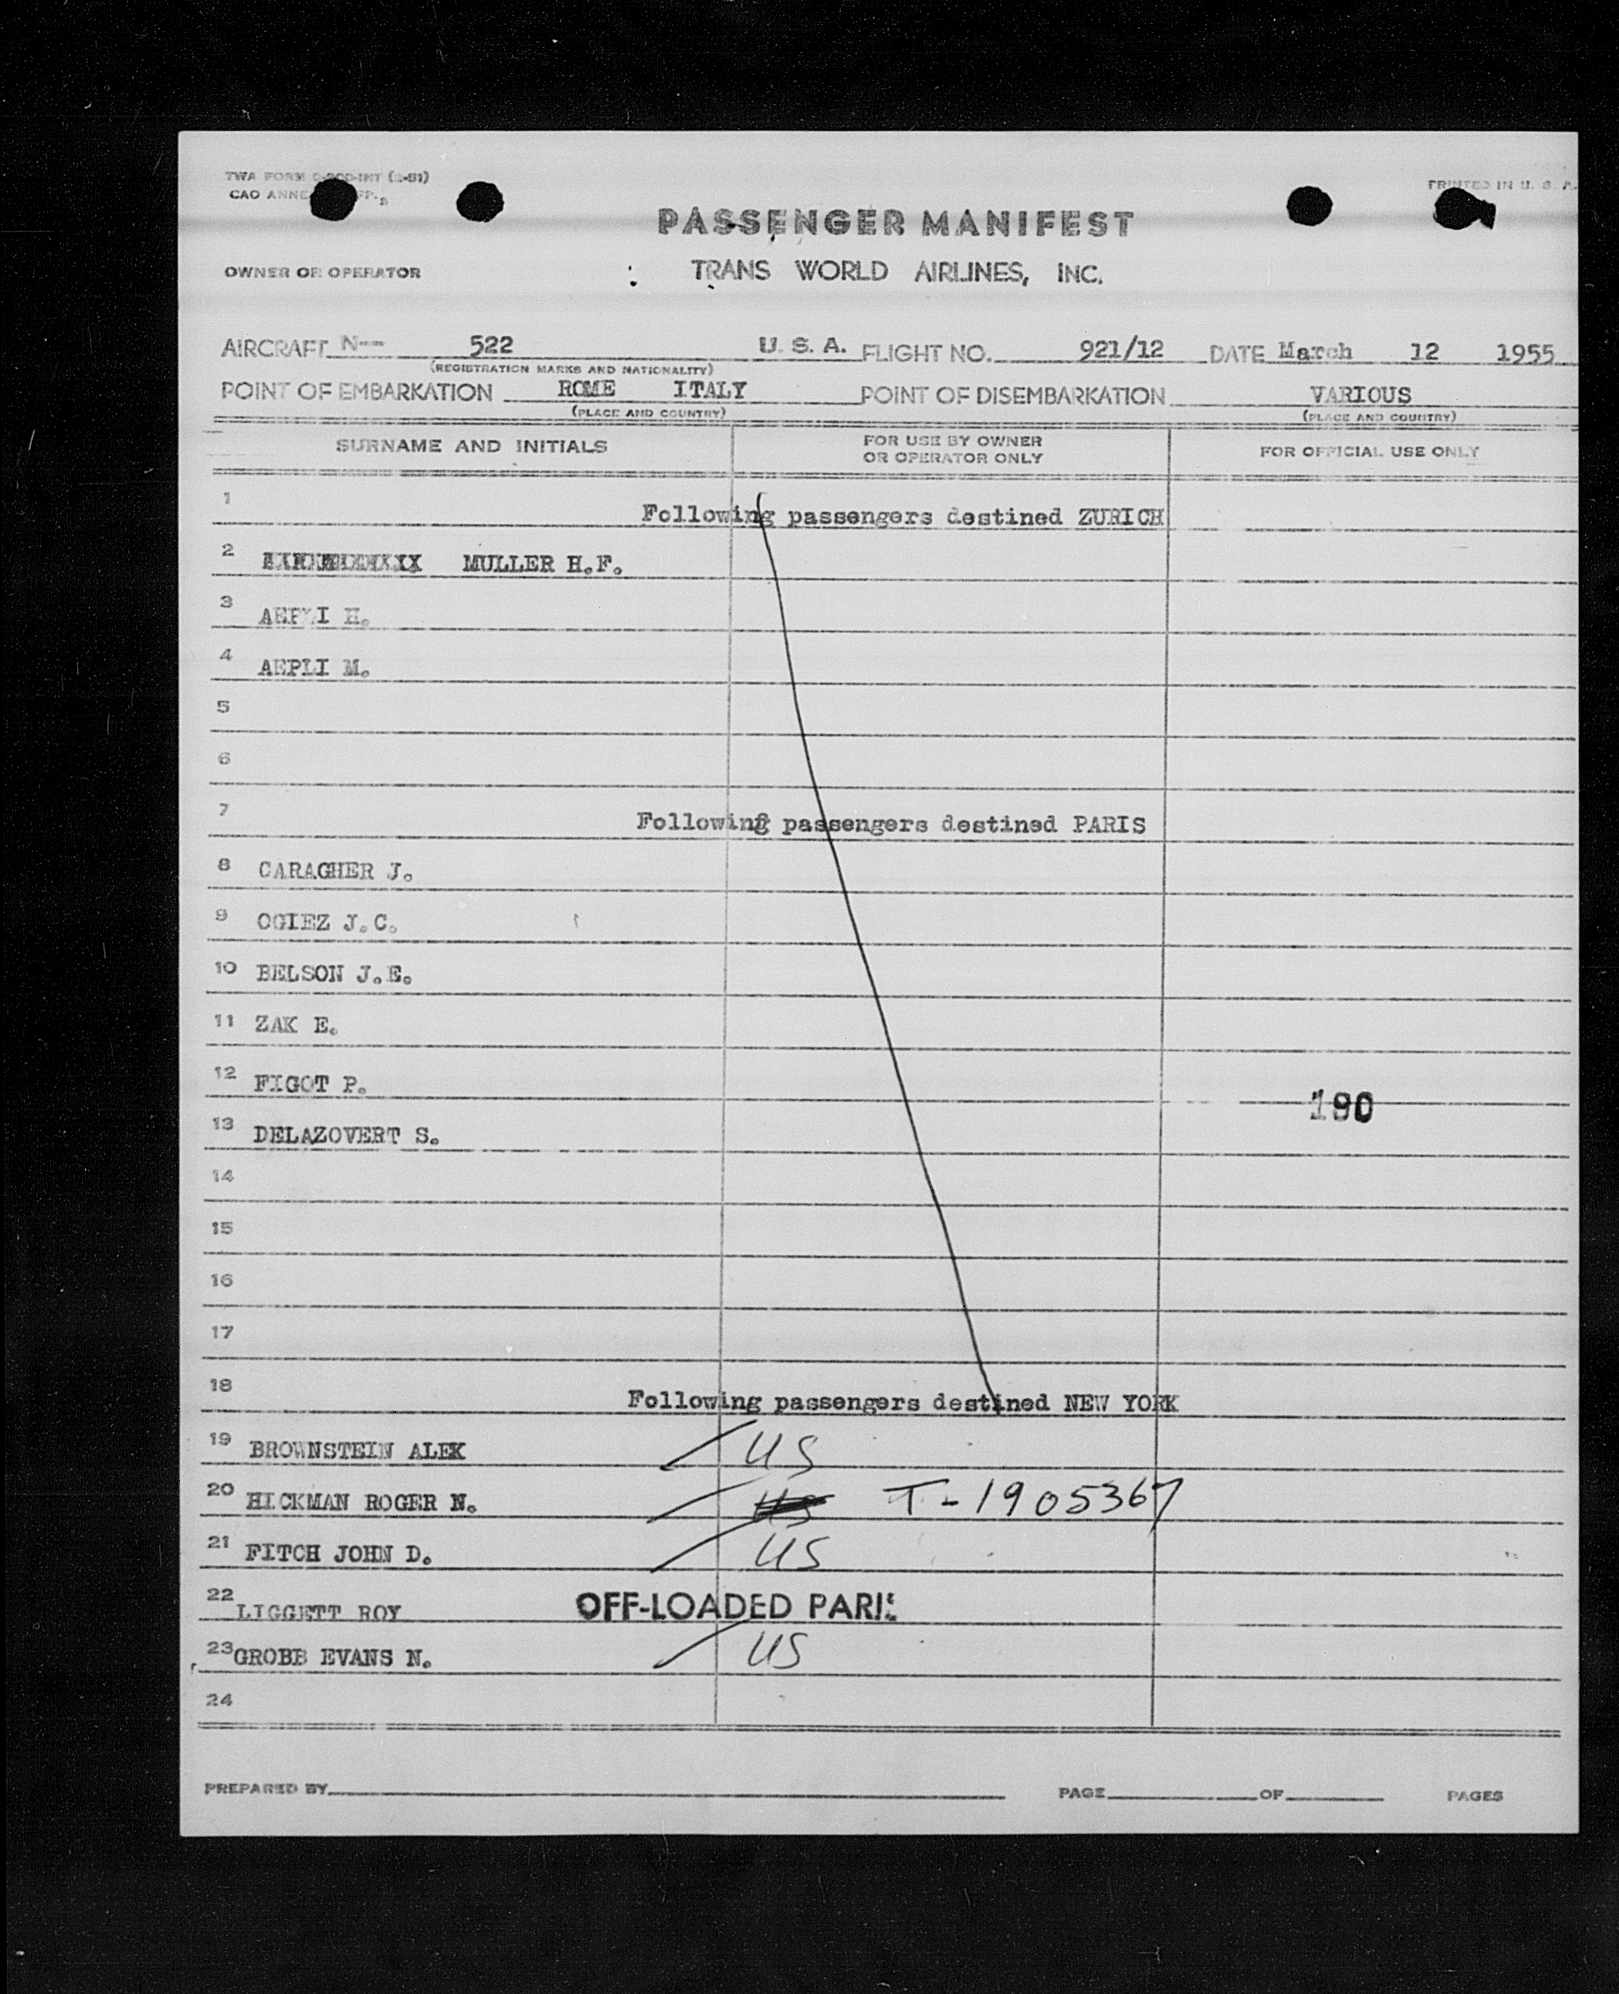 TWA FORM
PRINTED IN U. S. A.
CAO ANNE
PASSENGER MANIFEST
OWNER OR OPERATOR : TRANS WORLD AIRLINES, INC.
AIRCRAFT N-- 522 U. S. A. FLIGHT NO. 921/12 DATE March 12 1955
(REGISTRATION MARKS AND NATIONALITY)
POINT OF EMBARKATION ROME ITALY POINT OF DISEMBARKATION VARIOUS
(PLACE AND COUNTRY) (PLACE AND COUNTRY)
SURNAME AND INITIALS FOR USE BY OWNER OR OPERATOR ONLY FOR OFFICIAL USE ONLY
1 Following passengers destined ZURICH
2 MULLER H.F.
3 H.
4 AEPLI M.
5
6
7 Following passengers destined PARIS
8 CARAGHER J.
9 OGIEZ J.C.
10 BELSON J.E.
11 ZAK E.
12 FIGOT P.
190
13 DELAZOVERT S.
14
15
16
17
18 Following passengers destined NEW YORK
19 BROWNSTEIN ALEK US
20 HICKMAN ROGER N. US T-1905367
21 FITCH JOHN D. US
22 LIGGETT ROY OFF-LOADED PARIS
23 GROBB EVANS N. US
24
PREPARED BY PAGE OF PAGES